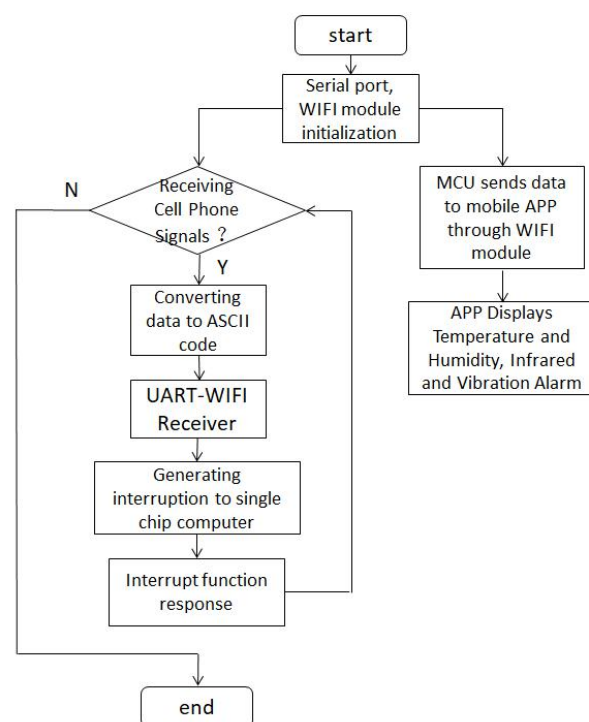 start
Serial port,
WIFI module
initialization
N
Receiving
Cell Phone
Signals ？
Y
Converting
data to ASCII
code
UART-WIFI
Receiver
Generating
interruption to single
chip computer
Interrupt function
response
end
MCU sends data
to mobile APP
through WIFI
module
APP Displays
Temperature and
Humidity, Infrared
and Vibration Alarm